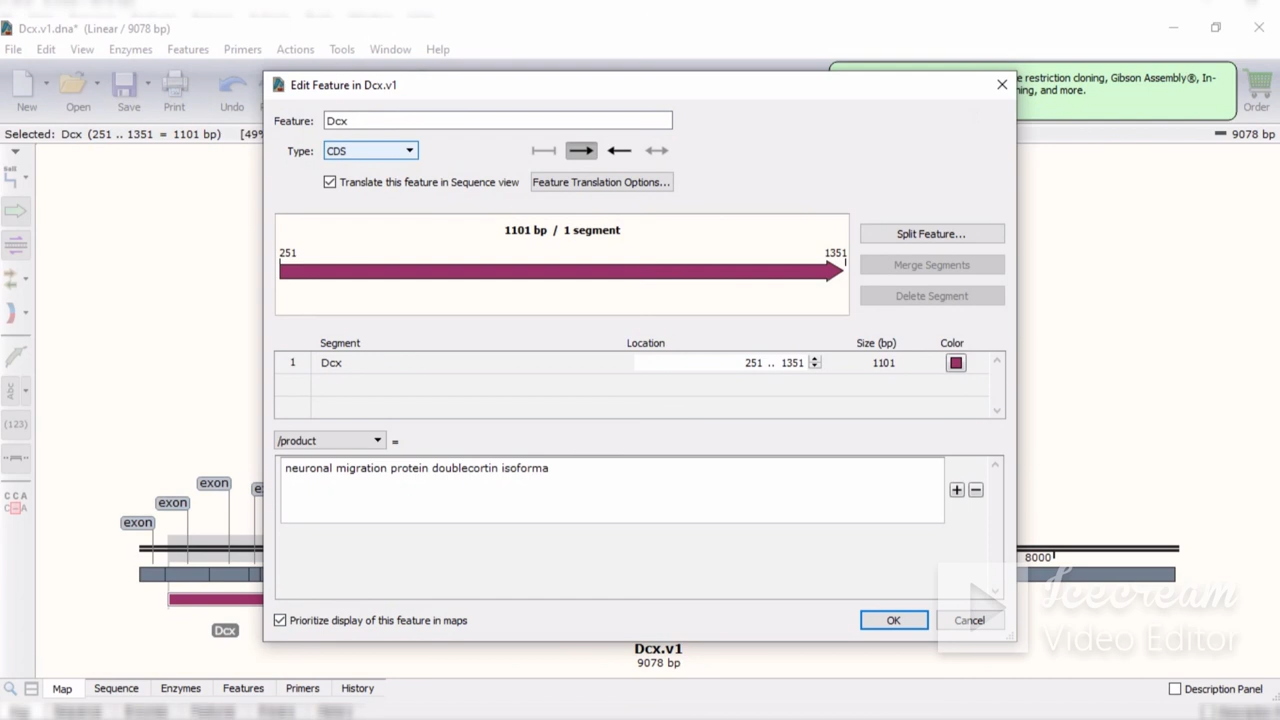 Dcx.v1.dna* (Linear / 9078 bp)
File Edit View Enzymes Features Primers Actions Tools Window Help
New Open Save Print Undo
e restriction cloning, Gibson Assembly®, In-
ning, and more.
Order
Selected: Dcx (251 .. 1351 = 1101 bp) [49%
9078 bp
Edit Feature in Dcx.v1
Feature: Dcx
Type: CDS
Translate this feature in Sequence view Feature Translation Options...
1101 bp / 1 segment
251 1351
Split Feature...
Merge Segments
Delete Segment
Segment Location Size (bp) Color
1 Dcx 251 .. 1351 1101
/product =
neuronal migration protein doublecortin isoforma
Prioritize display of this feature in maps
OK Cancel
(123)
C C A
C A
exon
exon
exon
8000
Dcx
Dcx.v1
9078 bp
Icecream
Video Editor
Map Sequence Enzymes Features Primers History Description Panel